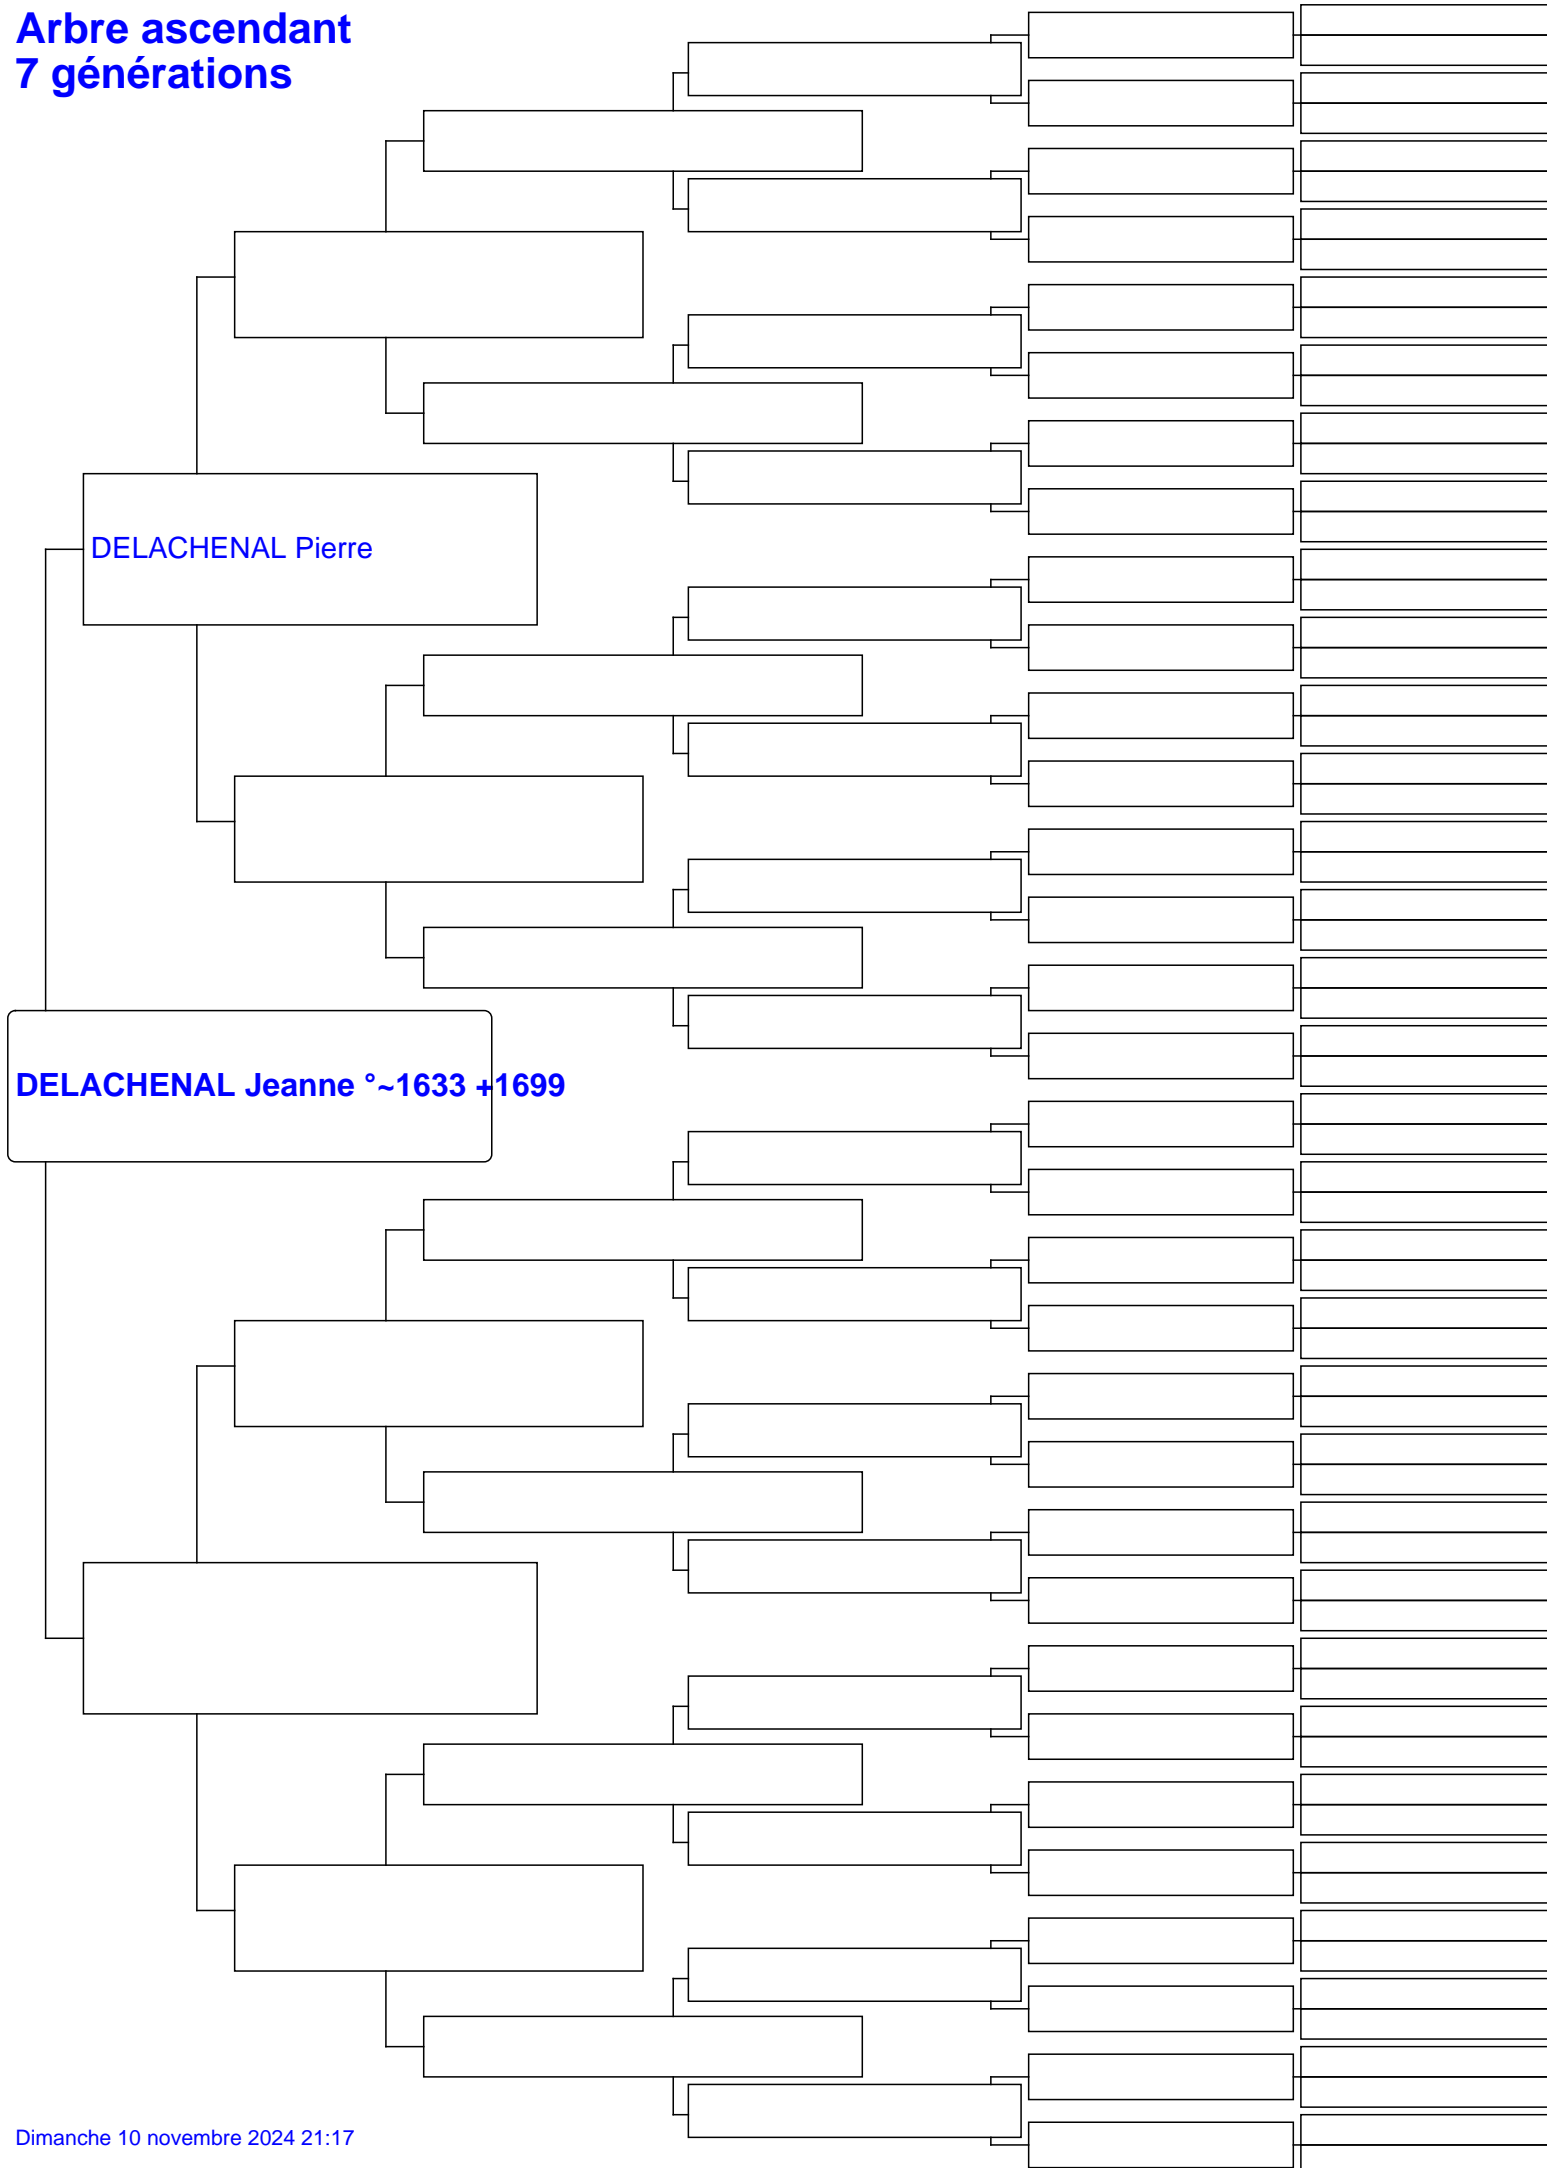 Arbre ascendant
7 générations
DELACHENAL Pierre
DELACHENAL Jeanne °~1633 +1699
Dimanche 10 novembre 2024 21:17